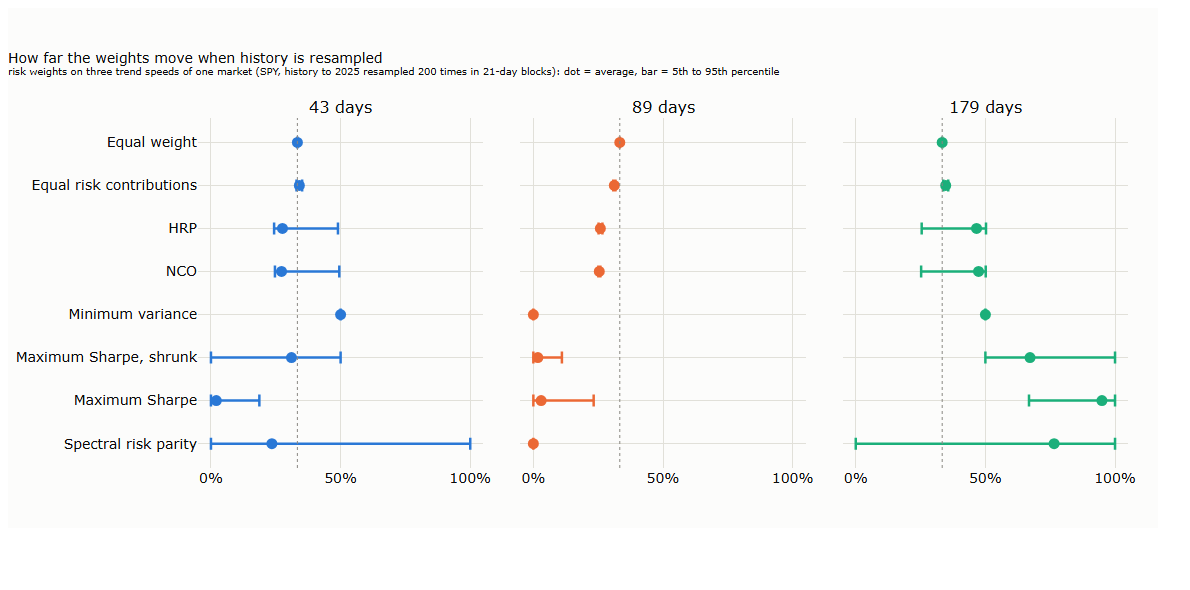 How far the weights move when history is resampled
risk weights on three trend speeds of one market (SPY, history to 2025 resampled 200 times in 21-day blocks): dot = average, bar = 5th to 95th percentile
43 days
89 days
179 days
Equal weight
Equal risk contributions
HRP
NCO
Minimum variance
Maximum Sharpe, shrunk
Maximum Sharpe
Spectral risk parity
0%
50%
100%
0%
50%
100%
0%
50%
100%